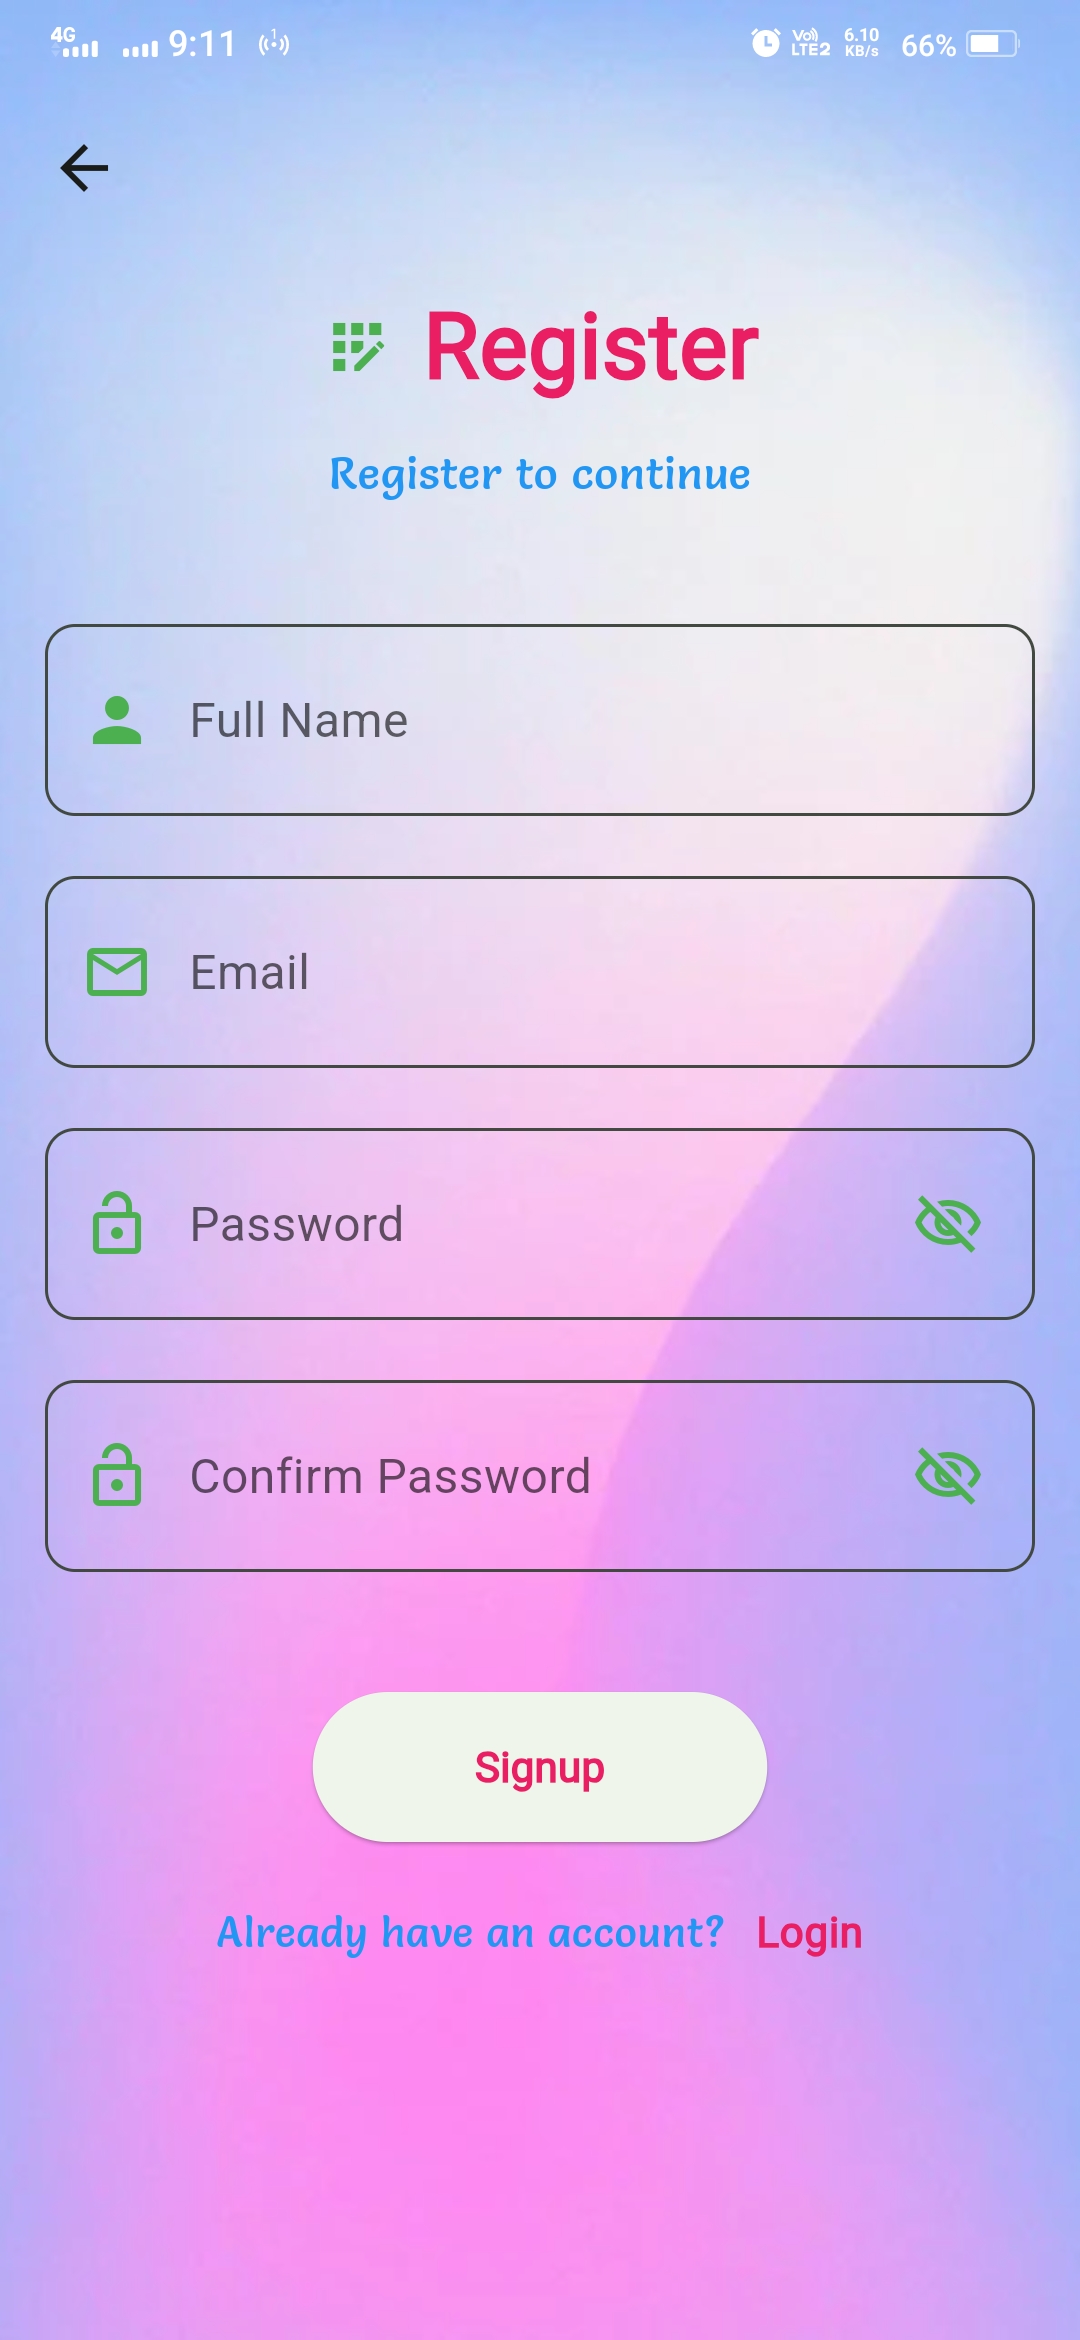 4G 9:11 1 Vo) LTE2 6.10 KB/s 66%
Register
Register to continue
Full Name
Email
Password
Confirm Password
Signup
Already have an account? Login